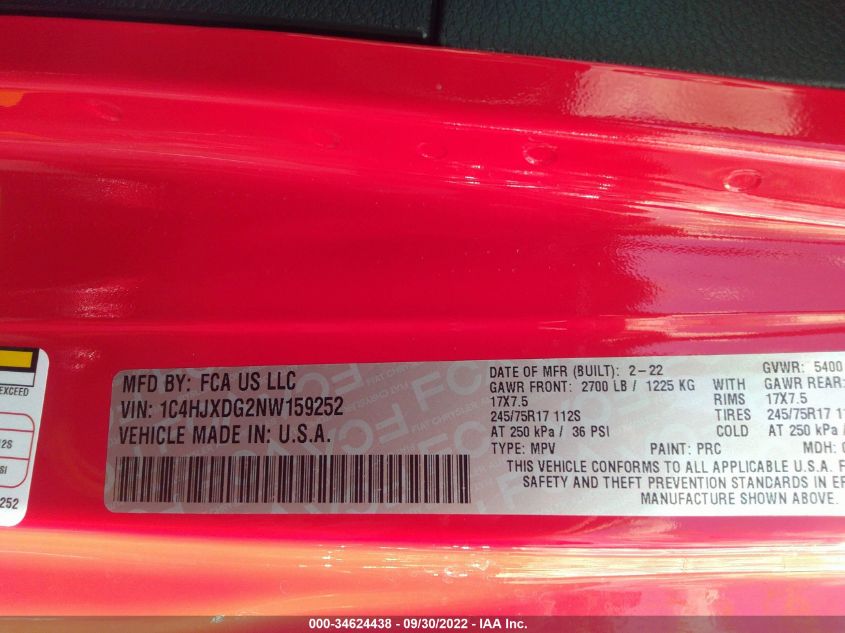 EXCEED
12S
SI
252
MFD BY: FCA US LLC
VIN: 1C4HJXDG2NW159252
VEHICLE MADE IN: U.S.A.
DATE OF MFR (BUILT): 2-22 GVWR: 5400
GAWR FRONT: 2700 LB / 1225 KG WITH GAWR REAR:
17X7.5 RIMS 17X7.5
245/75R17 112S TIRES 245/75R17 112S
AT 250 kPa / 36 PSI COLD AT 250 kPa /
TYPE: MPV PAINT: PRC MDH:
THIS VEHICLE CONFORMS TO ALL APPLICABLE U.S.A. F
SAFETY AND THEFT PREVENTION STANDARDS IN EF
MANUFACTURE SHOWN ABOVE.
000-34624438 - 09/30/2022 - IAA Inc.